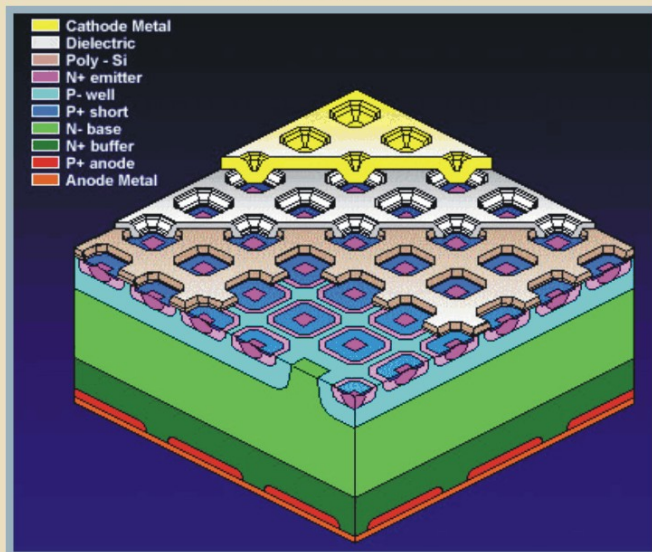 Cathode Metal
Dielectric
Poly - Si
N+ emitter
P- well
P+ short
N- base
N+ buffer
P+ anode
Anode Metal